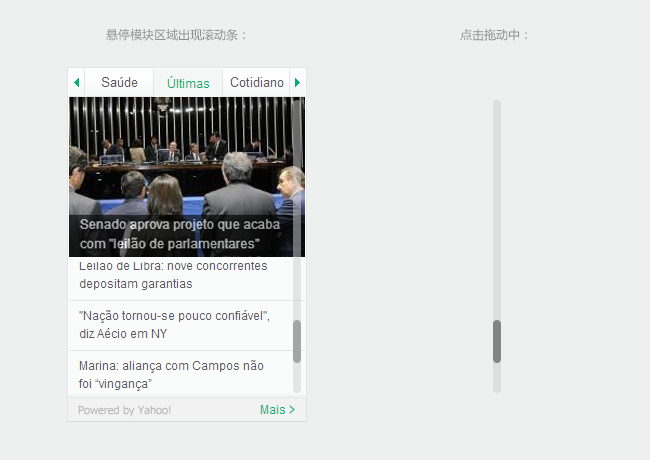 悬停模块区域出现滚动条：
点击拖动中：
Saúde
Últimas
Cotidiano
Senado aprova projeto que acaba
com "leilão de parlamentares"
Leilão de Libra: nove concorrentes
depositam garantias
"Nação tornou-se pouco confiável",
diz Aécio em NY
Marina: aliança com Campos não
foi “vingança”
Powered by Yahoo!
Mais